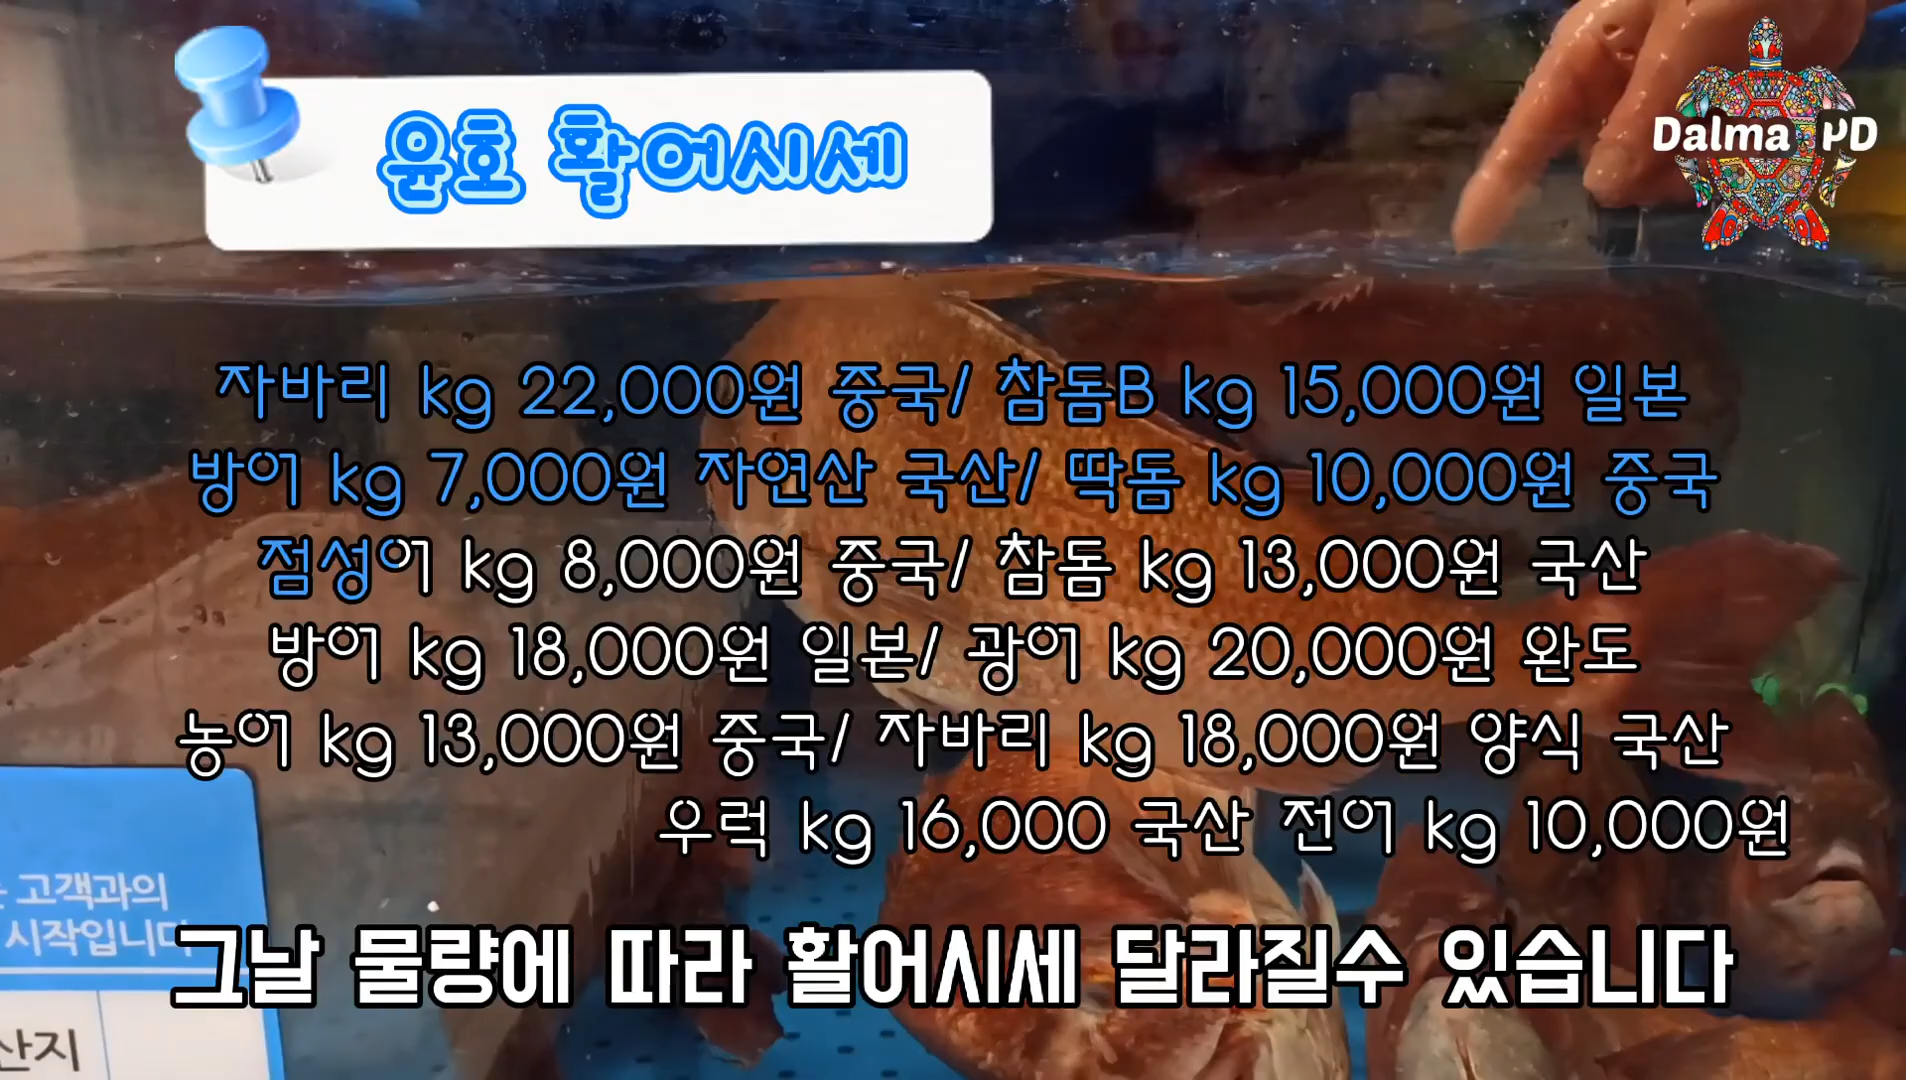 윤호 활어시세
Dalma PD
자바리 kg 22,000원 중국/ 참돔B kg 15,000원 일본
방어 kg 7,000원 자연산 국산/ 딱돔 kg 10,000원 중국
점성어 kg 8,000원 중국/ 참돔 kg 13,000원 국산
방어 kg 18,000원 일본/ 광어 kg 20,000원 완도
농어 kg 13,000원 중국/ 자바리 kg 18,000원 양식 국산
우럭 kg 16,000 국산 전어 kg 10,000원
고객과의
시작입니다
그날 물량에 따라 활어시세 달라질수 있습니다
산지